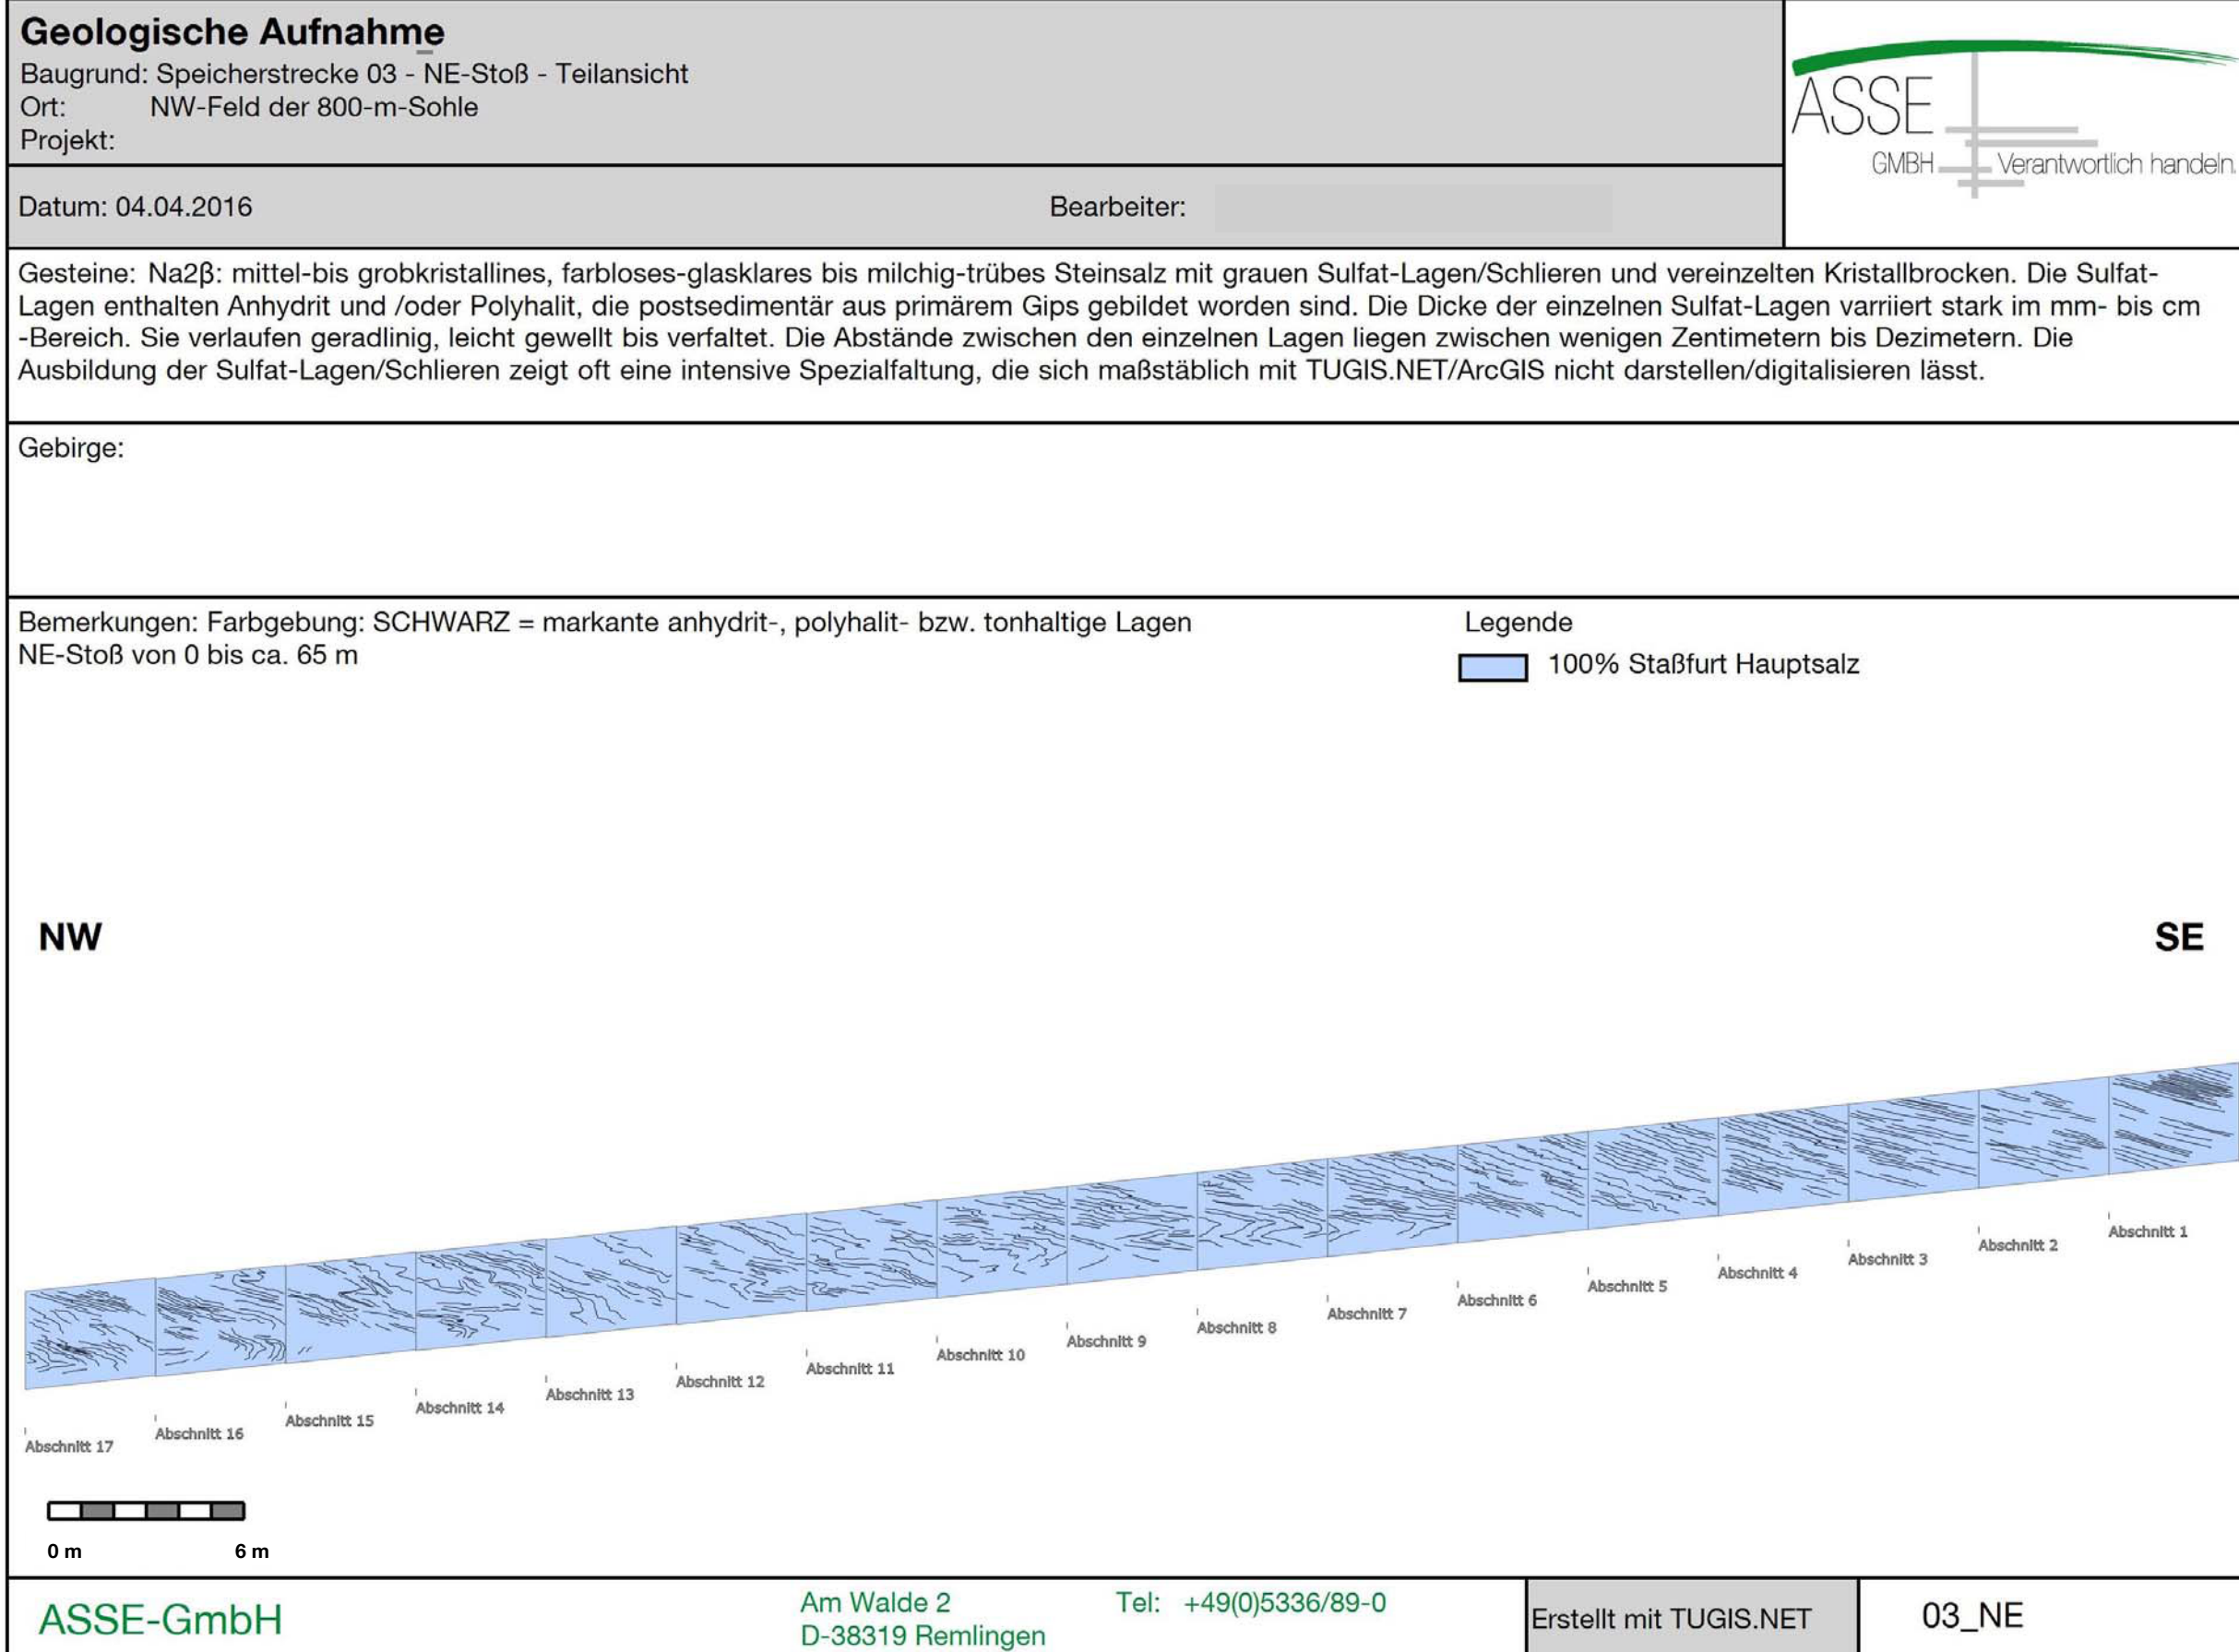 Geologische Aufnahme
Baugrund: Speicherstrecke 03 - NE-Stoß - Teilansicht
Ort: NW-Feld der 800-m-Sohle
Projekt:
ASSE
GMBH Verantwortlich handeln.
Datum: 04.04.2016 Bearbeiter:
Gesteine: Na2β: mittel-bis grobkristallines, farbloses-glasklares bis milchig-trübes Steinsalz mit grauen Sulfat-Lagen/Schlieren und vereinzelten Kristallbrocken. Die Sulfat-
Lagen enthalten Anhydrit und /oder Polyhalit, die postsedimentär aus primärem Gips gebildet worden sind. Die Dicke der einzelnen Sulfat-Lagen varriiert stark im mm- bis cm
-Bereich. Sie verlaufen geradlinig, leicht gewellt bis verfaltet. Die Abstände zwischen den einzelnen Lagen liegen zwischen wenigen Zentimetern bis Dezimetern. Die
Ausbildung der Sulfat-Lagen/Schlieren zeigt oft eine intensive Spezialfaltung, die sich maßstäblich mit TUGIS.NET/ArcGIS nicht darstellen/digitalisieren lässt.
Gebirge:
Bemerkungen: Farbgebung: SCHWARZ = markante anhydrit-, polyhalit- bzw. tonhaltige Lagen
NE-Stoß von 0 bis ca. 65 m
Legende
100% Staßfurt Hauptsalz
NW
SE
Abschnitt 17
Abschnitt 16
Abschnitt 15
Abschnitt 14
Abschnitt 13
Abschnitt 12
Abschnitt 11
Abschnitt 10
Abschnitt 9
Abschnitt 8
Abschnitt 7
Abschnitt 6
Abschnitt 5
Abschnitt 4
Abschnitt 3
Abschnitt 2
Abschnitt 1
0 m 6 m
ASSE-GmbH
Am Walde 2
D-38319 Remlingen
Tel: +49(0)5336/89-0
Erstellt mit TUGIS.NET
03_NE